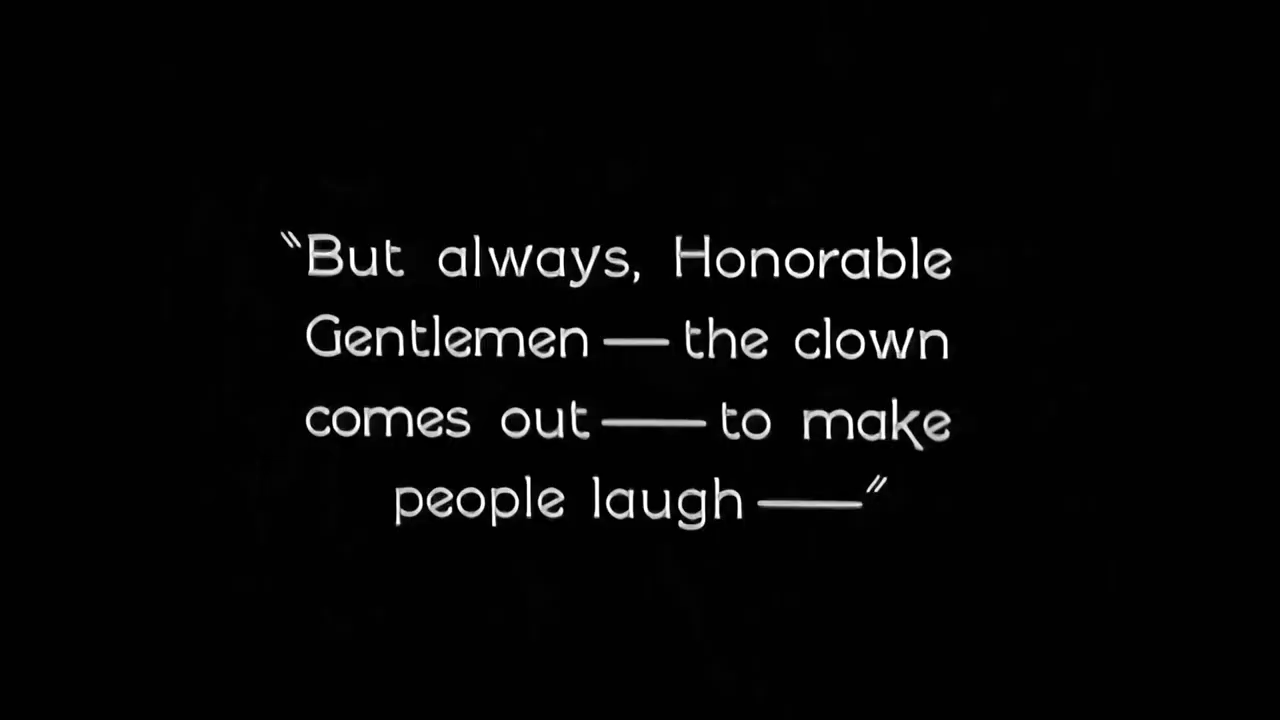 “But always, Honorable
Gentlemen — the clown
comes out —— to make
people laugh ——”